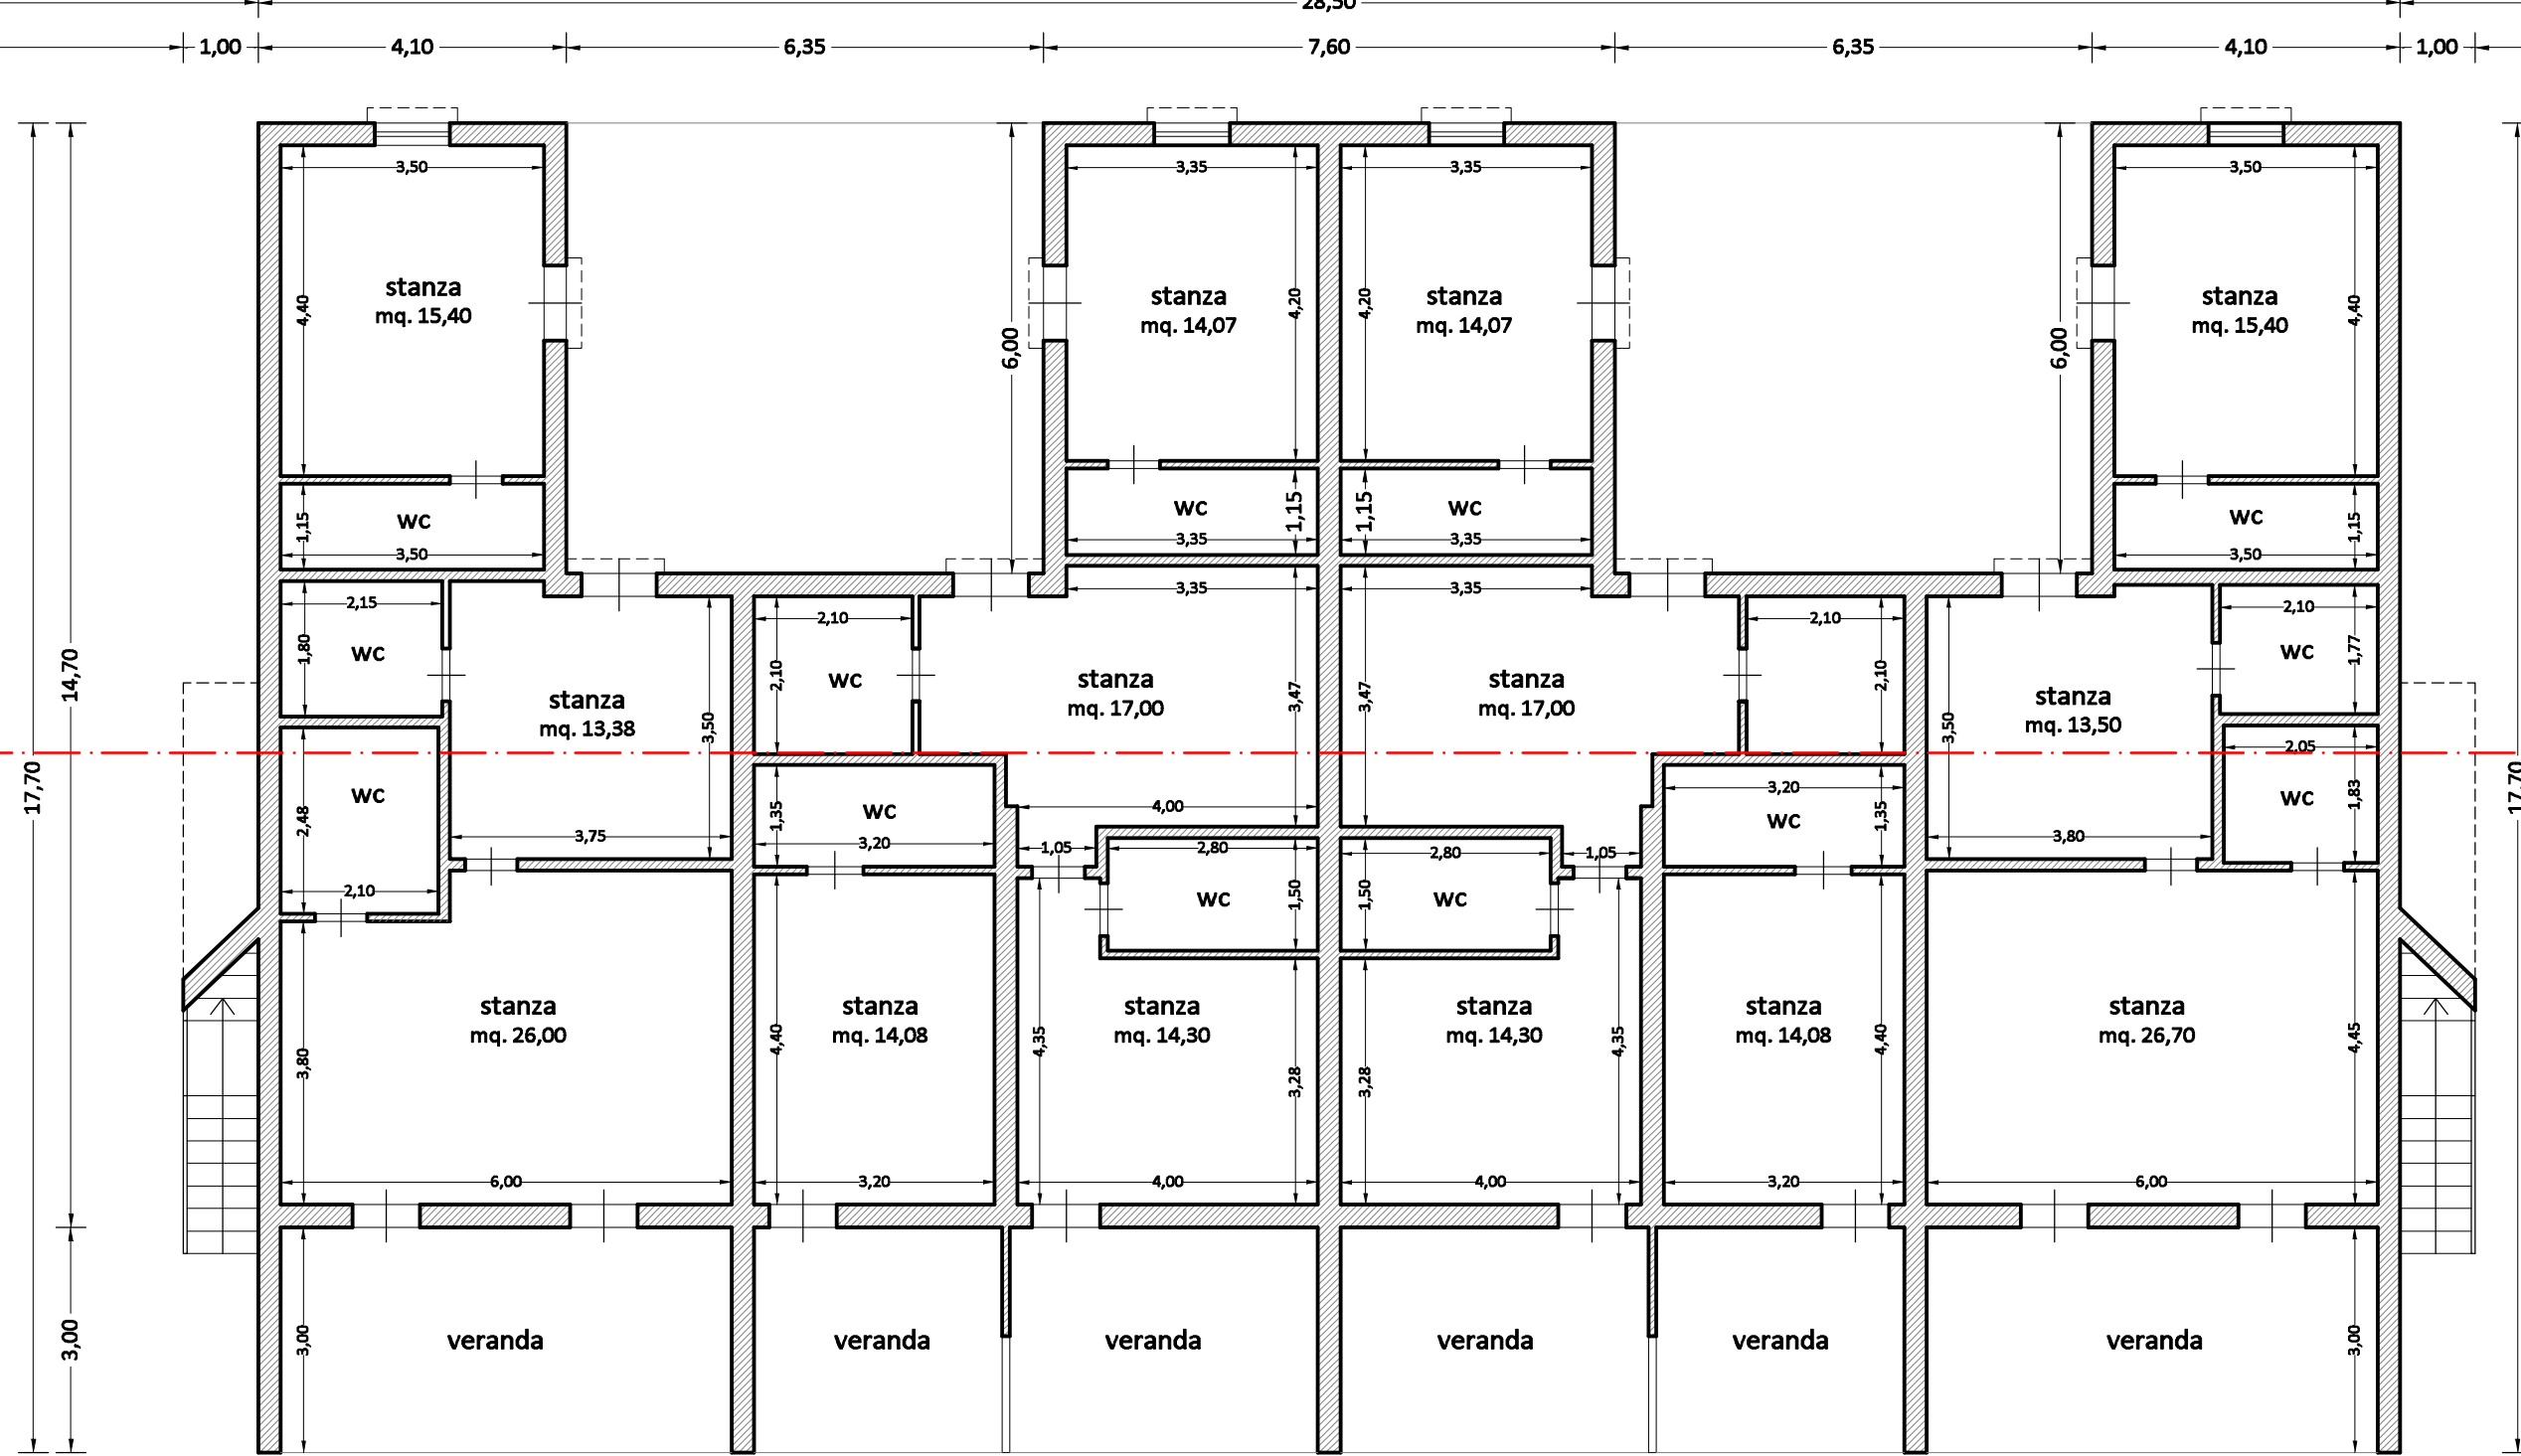 28,50
1,00 4,10 6,35 7,60 6,35 4,10 1,00
3,50 3,35 3,35 3,50
stanza
mq. 15,40
4,40
stanza
mq. 14,07
4,20
4,20
stanza
mq. 14,07
stanza
mq. 15,40
4,40
6,00
6,00
wc
1,15
3,50
wc
1,15
3,35
1,15
wc
3,35
wc
1,15
3,50
2,15
1,80
wc
stanza
mq. 13,38
3,50
2,10
2,10
wc
3,35
stanza
mq. 17,00
3,47
3,35
3,47
stanza
mq. 17,00
2,10
2,10
3,50
stanza
mq. 13,50
2,10
wc
1,77
14,70
17,70
17,70
wc
2,48
2,10
3,75
1,35
wc
3,20
4,00
1,05
2,80
wc
1,50
1,50
2,80
wc
1,05
3,20
wc
1,35
3,80
2,05
wc
1,83
stanza
mq. 26,00
3,80
6,00
stanza
mq. 14,08
4,40
3,20
stanza
mq. 14,30
4,35
3,28
4,00
stanza
mq. 14,30
3,28
4,35
4,00
stanza
mq. 14,08
4,40
3,20
stanza
mq. 26,70
4,45
6,00
3,00
3,00
veranda veranda veranda veranda veranda veranda
3,00